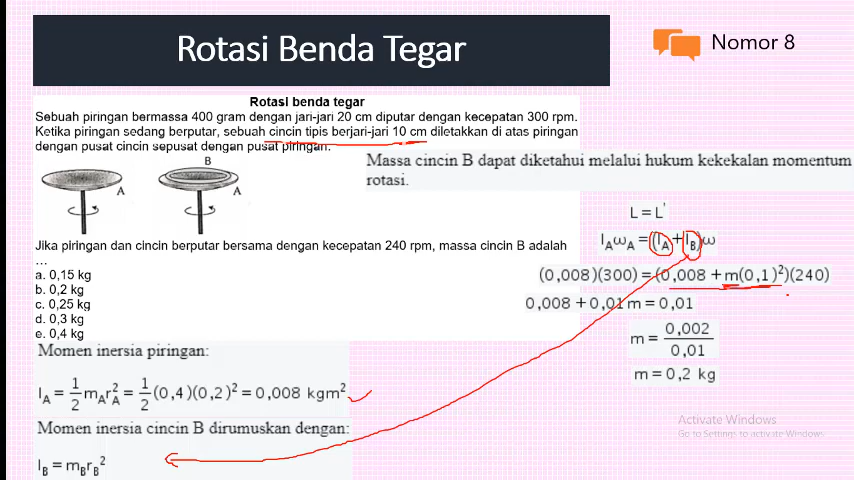 Rotasi Benda Tegar
Nomor 8
Rotasi benda tegar
Sebuah piringan bermassa 400 gram dengan jari-jari 20 cm diputar dengan kecepatan 300 rpm.
Ketika piringan sedang berputar, sebuah cincin tipis berjari-jari 10 cm diletakkan di atas piringan
dengan pusat cincin sepusat dengan pusat piringan.
A
B
A
Jika piringan dan cincin berputar bersama dengan kecepatan 240 rpm, massa cincin B adalah
...
a. 0,15 kg
b. 0,2 kg
c. 0,25 kg
d. 0,3 kg
e. 0,4 kg
Momen inersia piringan:
I_A = 1/2 m_A r_A² = 1/2 (0,4)(0,2)² = 0,008 kgm²
Momen inersia cincin B dirumuskan dengan:
I_B = m_B r_B²
Massa cincin B dapat diketahui melalui hukum kekekalan momentum
rotasi.
L = L'
I_A ω_A = (I_A + I_B) ω
(0,008)(300) = (0,008 + m(0,1)²)(240)
0,008 + 0,01 m = 0,01
m = 0,002 / 0,01
m = 0,2 kg
Activate Windows
Go to Settings to activate Windows.